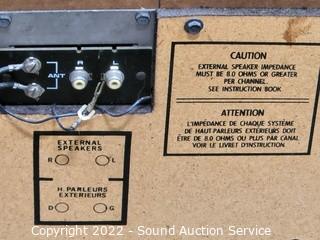 R L
ANT
CAUTION
EXTERNAL SPEAKER IMPEDANCE
MUST BE 8.0 OHMS OR GREATER
PER CHANNEL.
SEE INSTRUCTION BOOK
ATTENTION
L'IMPÉDANCE DE CHAQUE SYSTÈME
DE HAUT PARLEURS EXTÉRIEURS DOIT
ÊTRE DE 8.0 OHMS OU PLUS PAR CANAL
VOIR LE LIVRET D'INSTRUCTION.
EXTERNAL
SPEAKERS
R L
H. PARLEURS
EXTERIEURS
D G
Copyright 2022 - Sound Auction Service